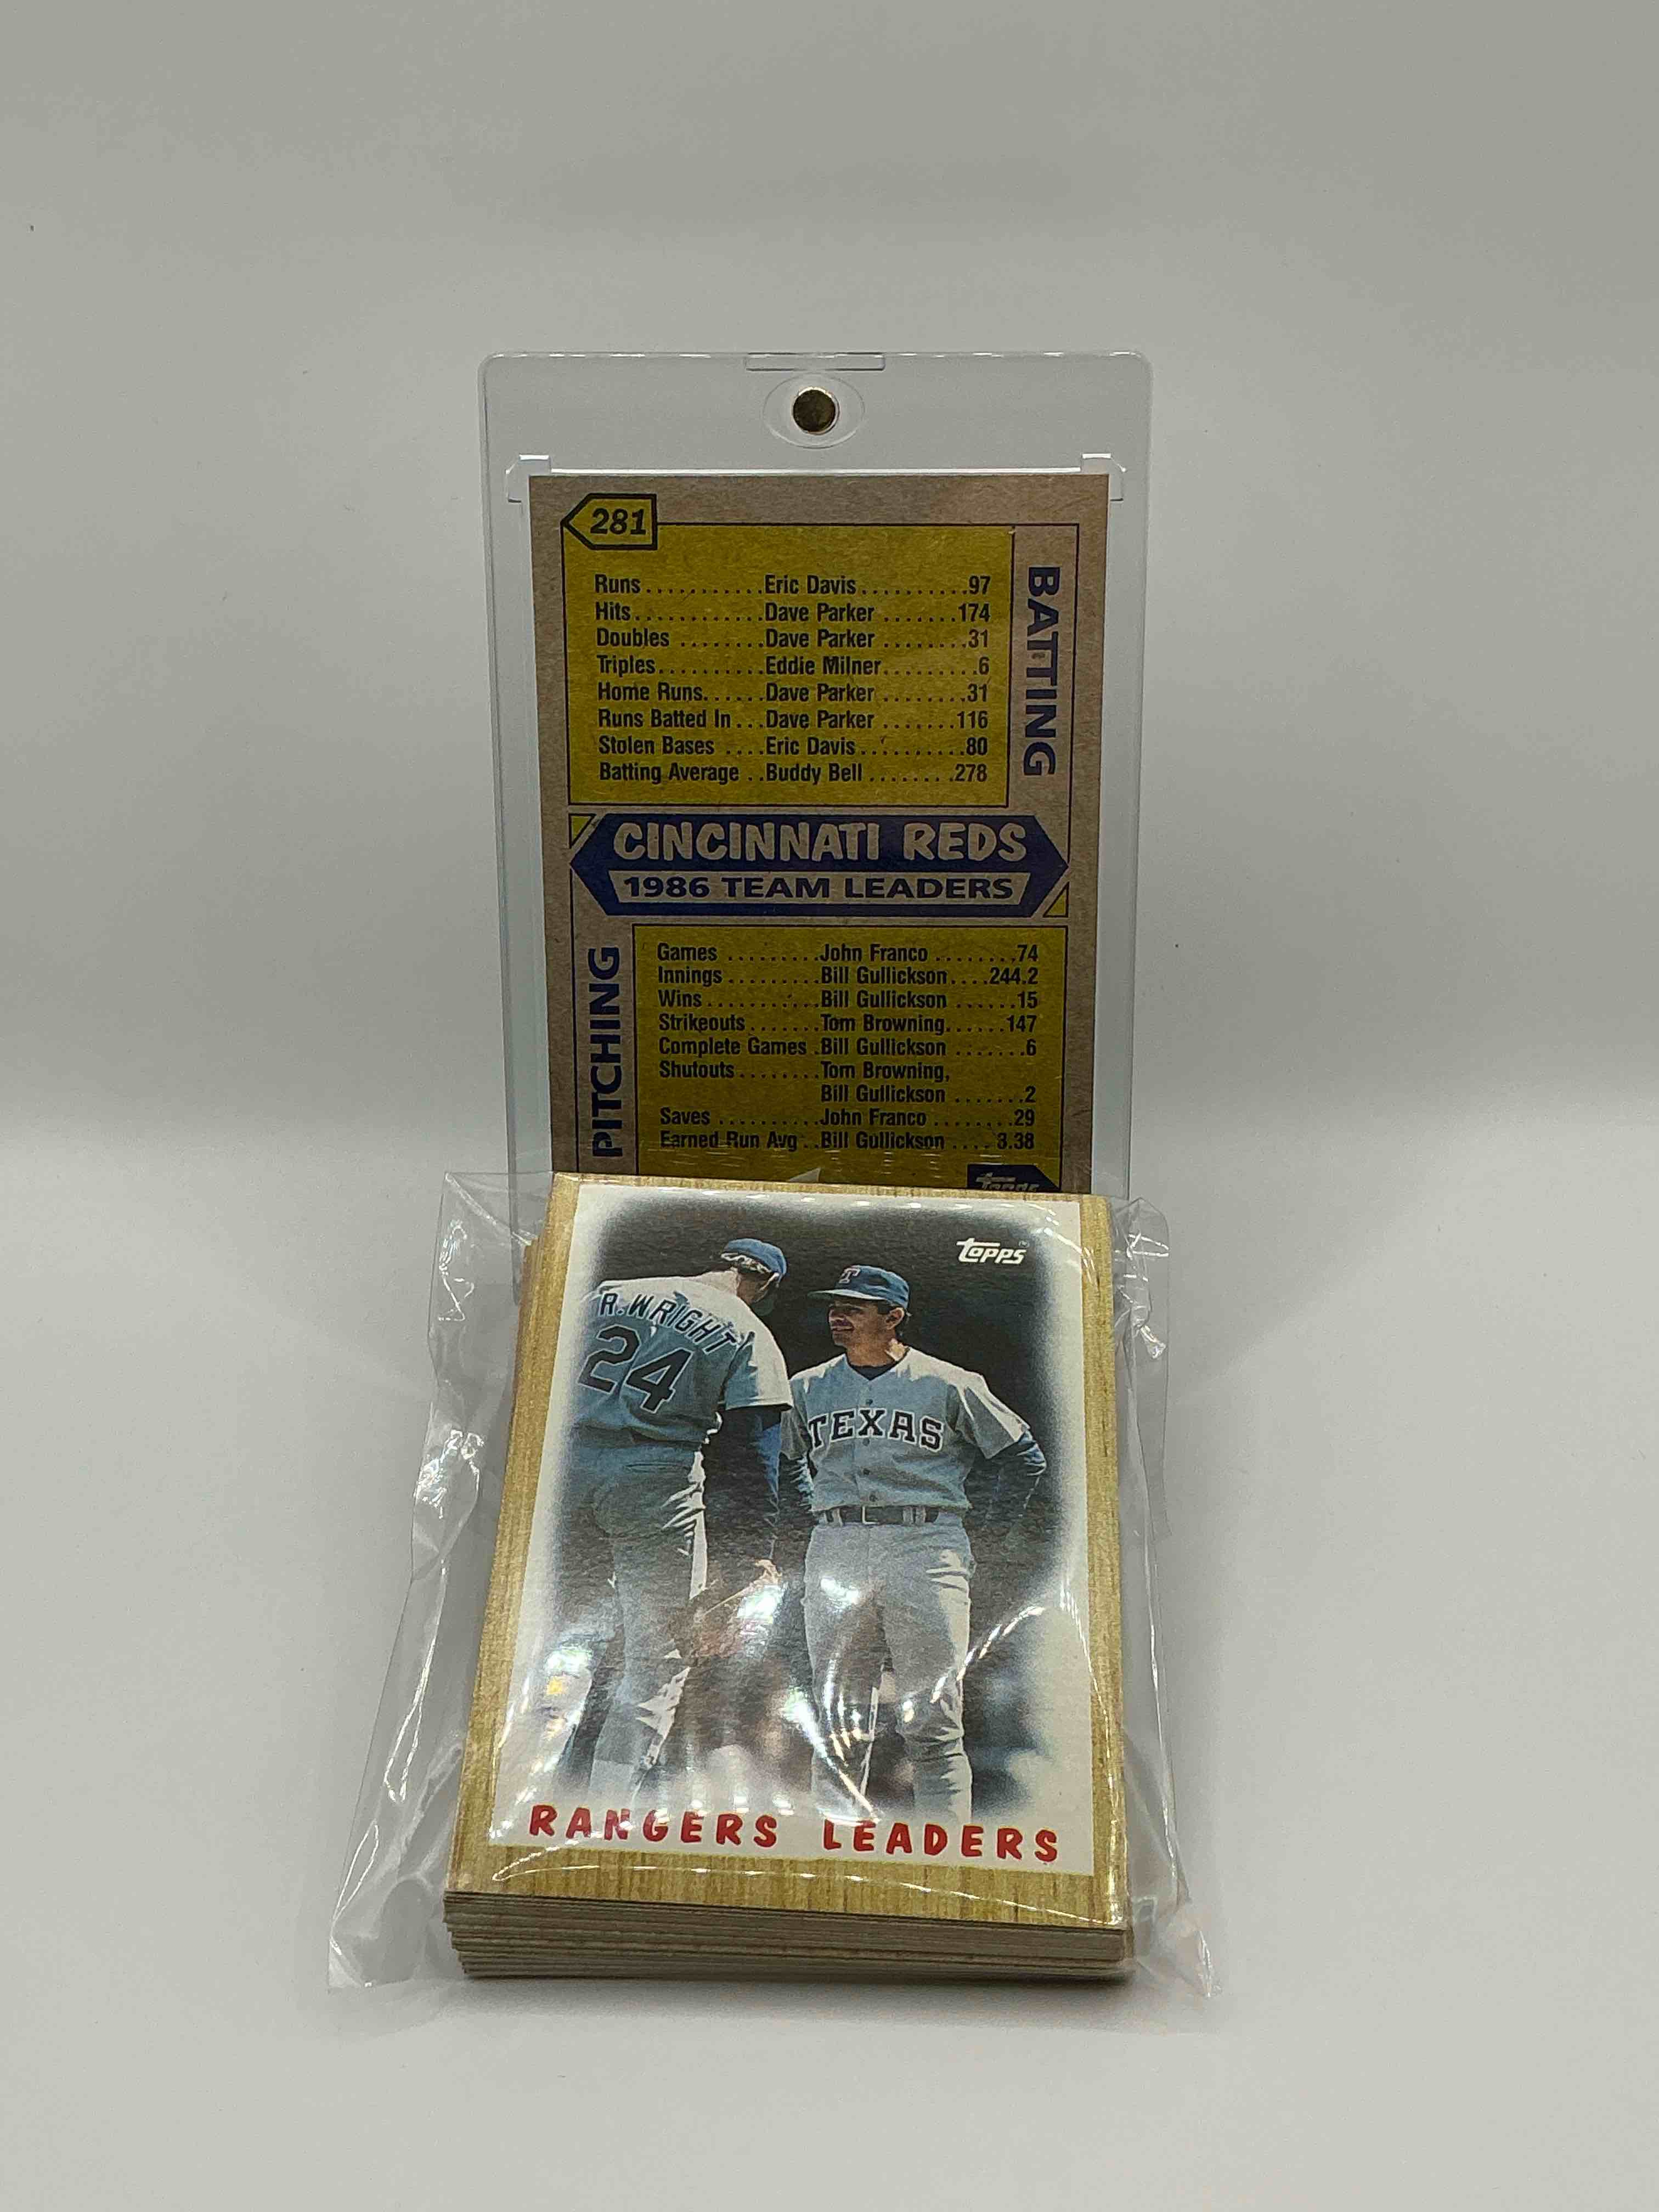 281
BATTING
Runs...........Eric Davis..........97
Hits............Dave Parker.......174
Doubles........Dave Parker........31
Triples.........Eddie Milner.........6
Home Runs......Dave Parker........31
Runs Batted In...Dave Parker.......116
Stolen Bases....Eric Davis..........80
Batting Average..Buddy Bell........278
CINCINNATI REDS
1986 TEAM LEADERS
PITCHING
Games.........John Franco........74
Innings.........Bill Gullickson....244.2
Wins...........Bill Gullickson......15
Strikeouts.......Tom Browning......147
Complete Games.Bill Gullickson.......6
Shutouts........Tom Browning,
Bill Gullickson.......2
Saves..........John Franco........29
Earned Run Avg..Bill Gullickson....3.38
Topps
Topps™
R.WRIGHT
24
T
TEXAS
RANGERS LEADERS